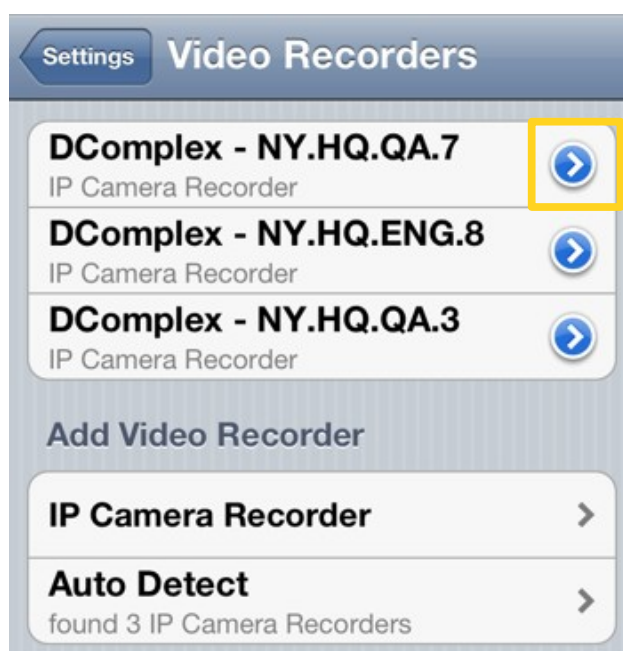 Settings Video Recorders
DComplex - NY.HQ.QA.7
IP Camera Recorder
DComplex - NY.HQ.ENG.8
IP Camera Recorder
DComplex - NY.HQ.QA.3
IP Camera Recorder
Add Video Recorder
IP Camera Recorder
Auto Detect
found 3 IP Camera Recorders